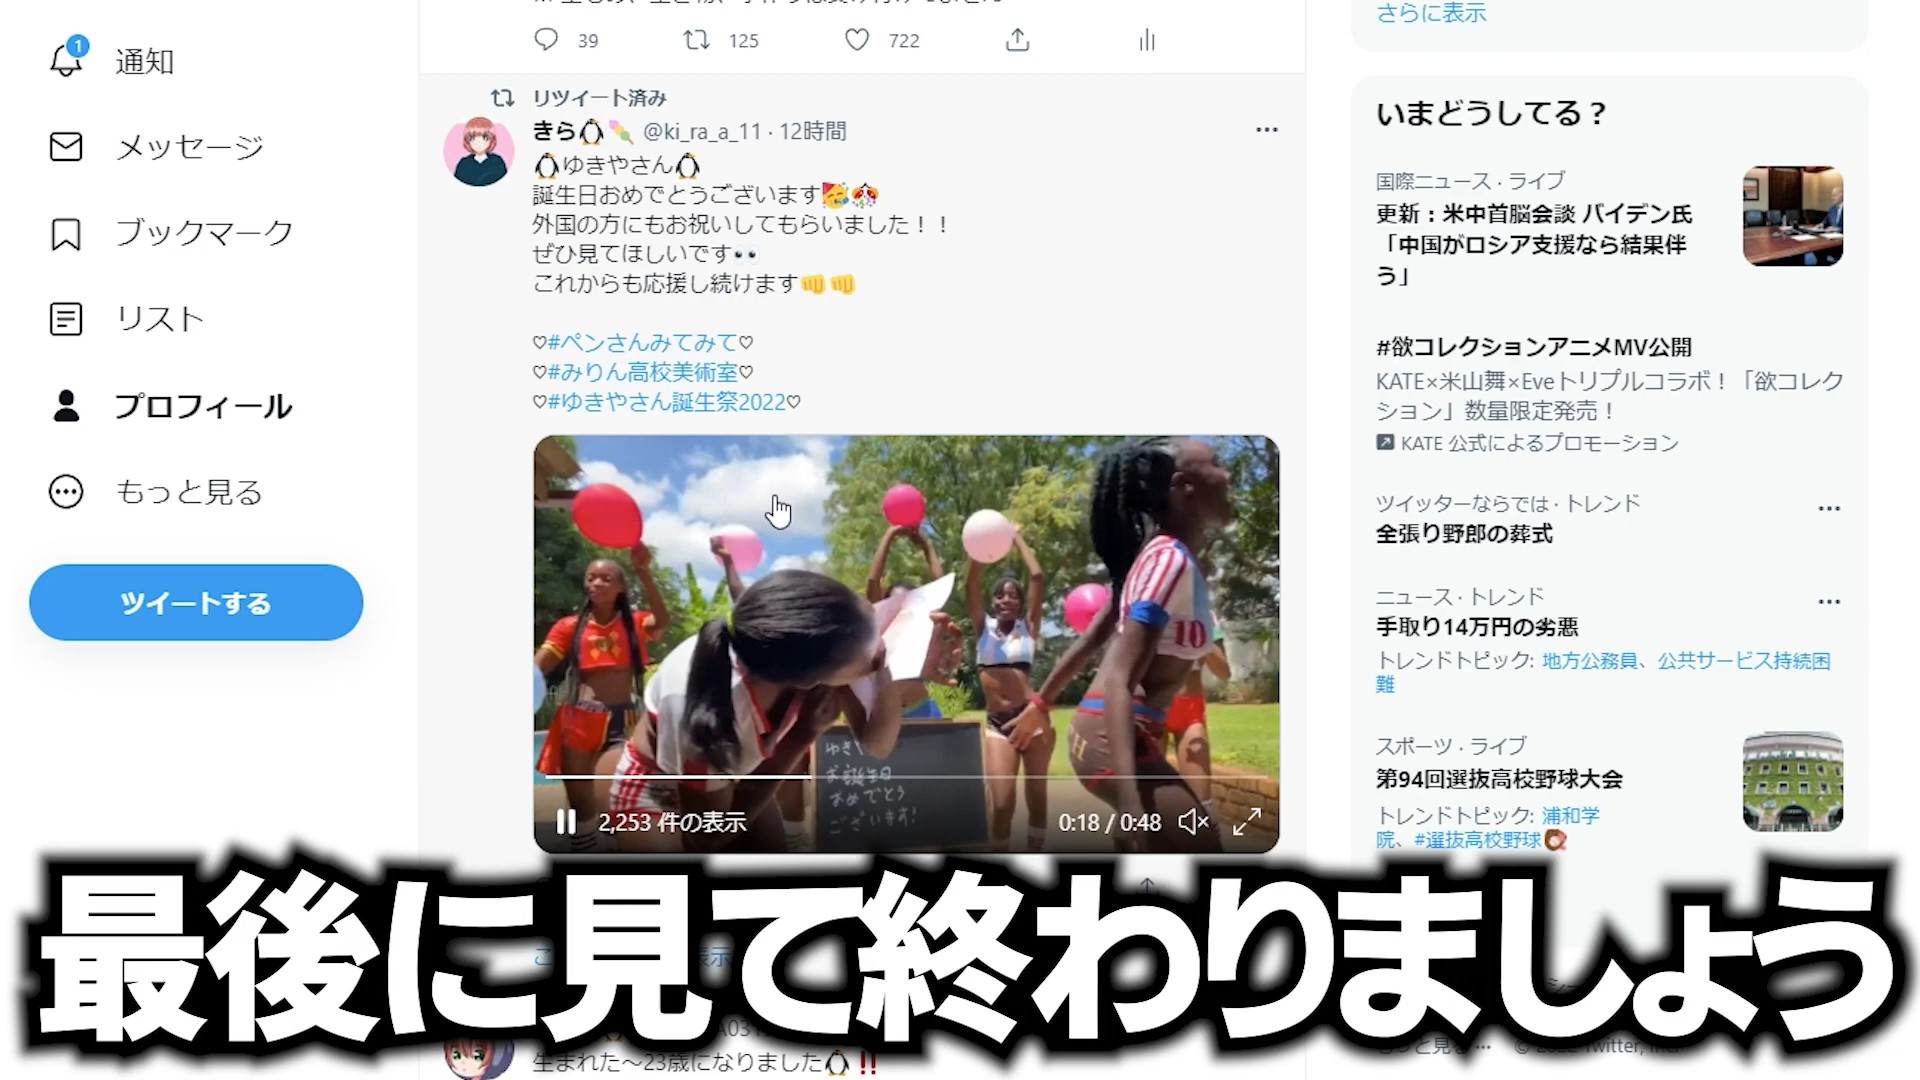 39
125
722
さらに表示
通知
1
メッセージ
ブックマーク
リスト
プロフィール
もっと見る
ツイートする
リツイート済み
きら🐧🍡 @ki_ra_a_11 · 12時間
🐧ゆきやさん🐧
誕生日おめでとうございます🥳🎊
外国の方にもお祝いしてもらいました！！
ぜひ見てほしいです👀
これからも応援し続けます👊👊
♡#ペンさんみてみて♡
♡#みりん高校美術室♡
♡#ゆきやさん誕生祭2022♡
10
お誕生日
おめでとう
ございます!
2,253 件の表示
0:18 / 0:48
いまどうしてる？
国際ニュース · ライブ
更新：米中首脳会談 バイデン氏
「中国がロシア支援なら結果伴
う」
#欲コレクションアニメMV公開
KATE×米山舞×Eveトリプルコラボ！「欲コレク
ション」数量限定発売！
KATE 公式によるプロモーション
ツイッターならでは · トレンド
全張り野郎の葬式
ニュース · トレンド
手取り14万円の劣悪
トレンドトピック: 地方公務員、公共サービス持続困
難
スポーツ · ライブ
第94回選抜高校野球大会
トレンドトピック: 浦和学
院、#選抜高校野球
最後に見て終わりましょう
生まれた～23歳になりました🐧‼️